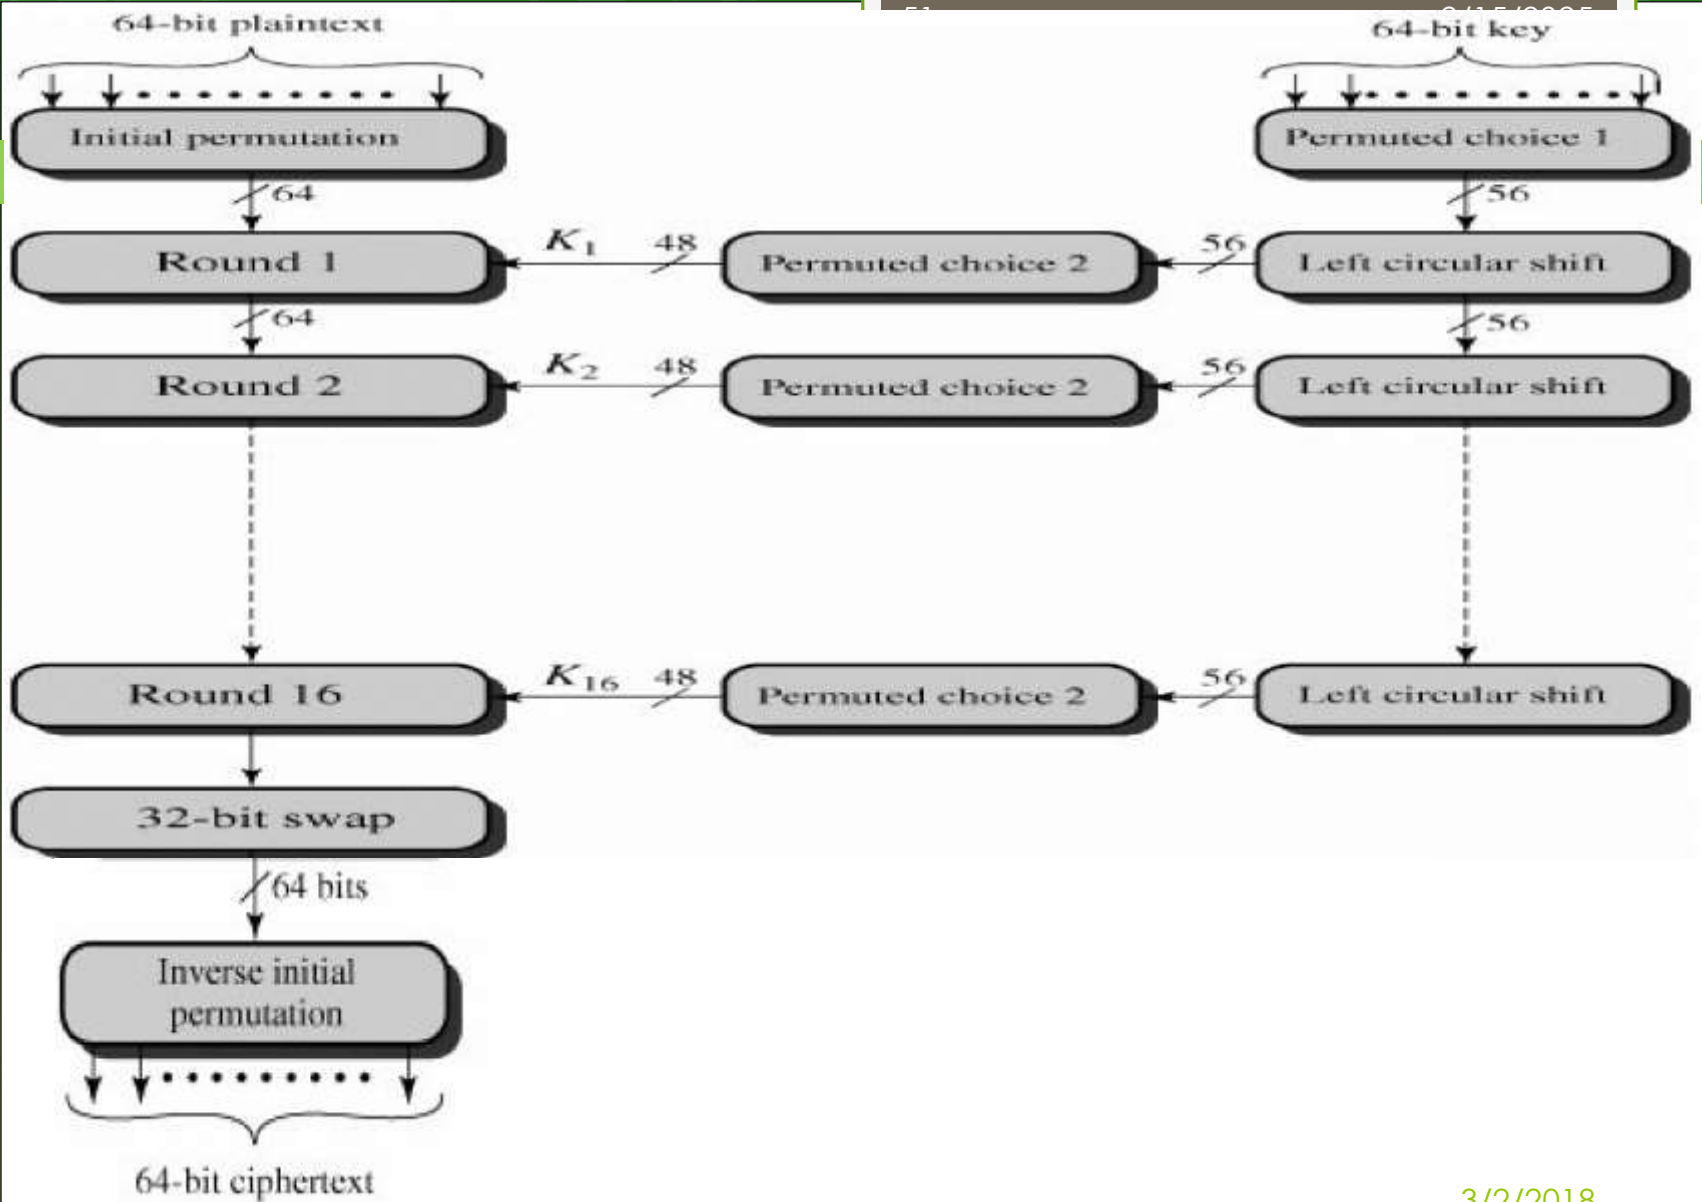 64-bit plaintext
64-bit key
Initial permutation
Permuted choice 1
64
56
Round 1
K1
48
Permuted choice 2
56
Left circular shift
64
56
Round 2
K2
48
Permuted choice 2
56
Left circular shift
Round 16
K16
48
Permuted choice 2
56
Left circular shift
32-bit swap
64 bits
Inverse initial
permutation
64-bit ciphertext
3/2/2018